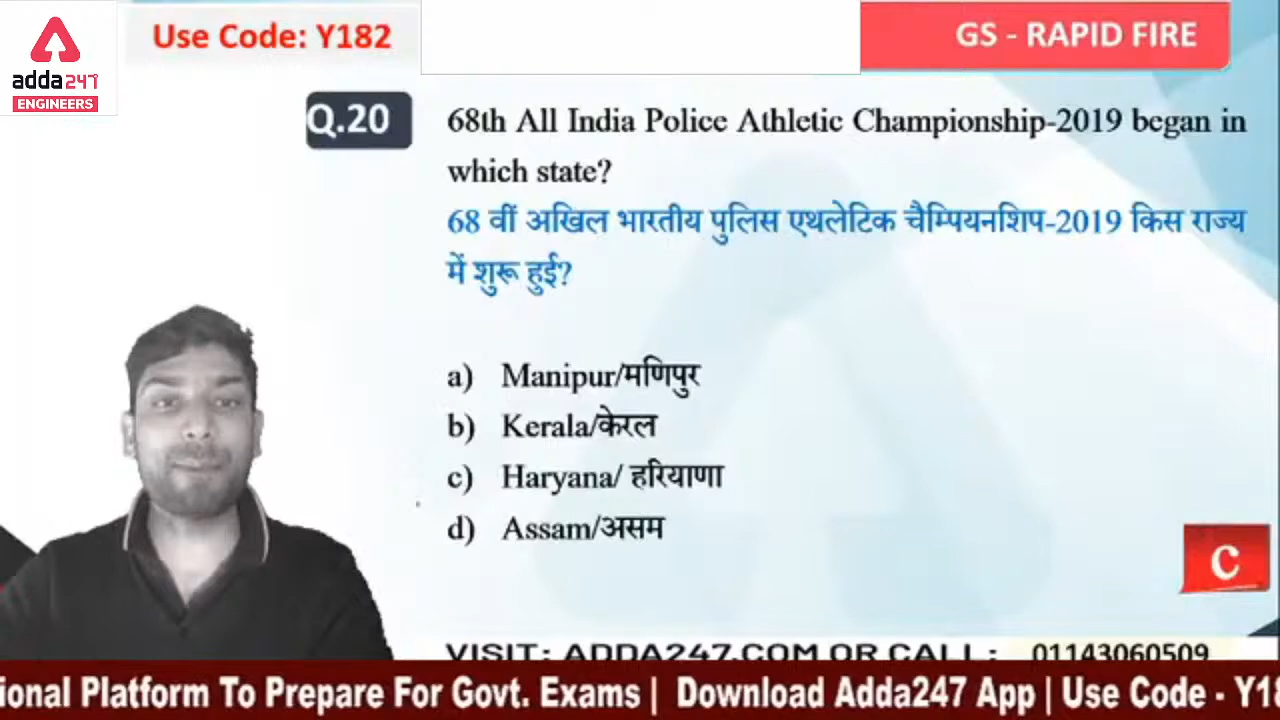 Use Code: Y182
GS - RAPID FIRE
adda247
ENGINEERS
Q.20
68th All India Police Athletic Championship-2019 began in
which state?
68 वीं अखिल भारतीय पुलिस एथलेटिक चैम्पियनशिप-2019 किस राज्य
में शुरू हुई?
a) Manipur/मणिपुर
b) Kerala/केरल
c) Haryana/ हरियाणा
d) Assam/असम
C
VISIT: ADDA247.COM OR CALL: 01143060509
ional Platform To Prepare For Govt. Exams | Download Adda247 App | Use Code - Y18